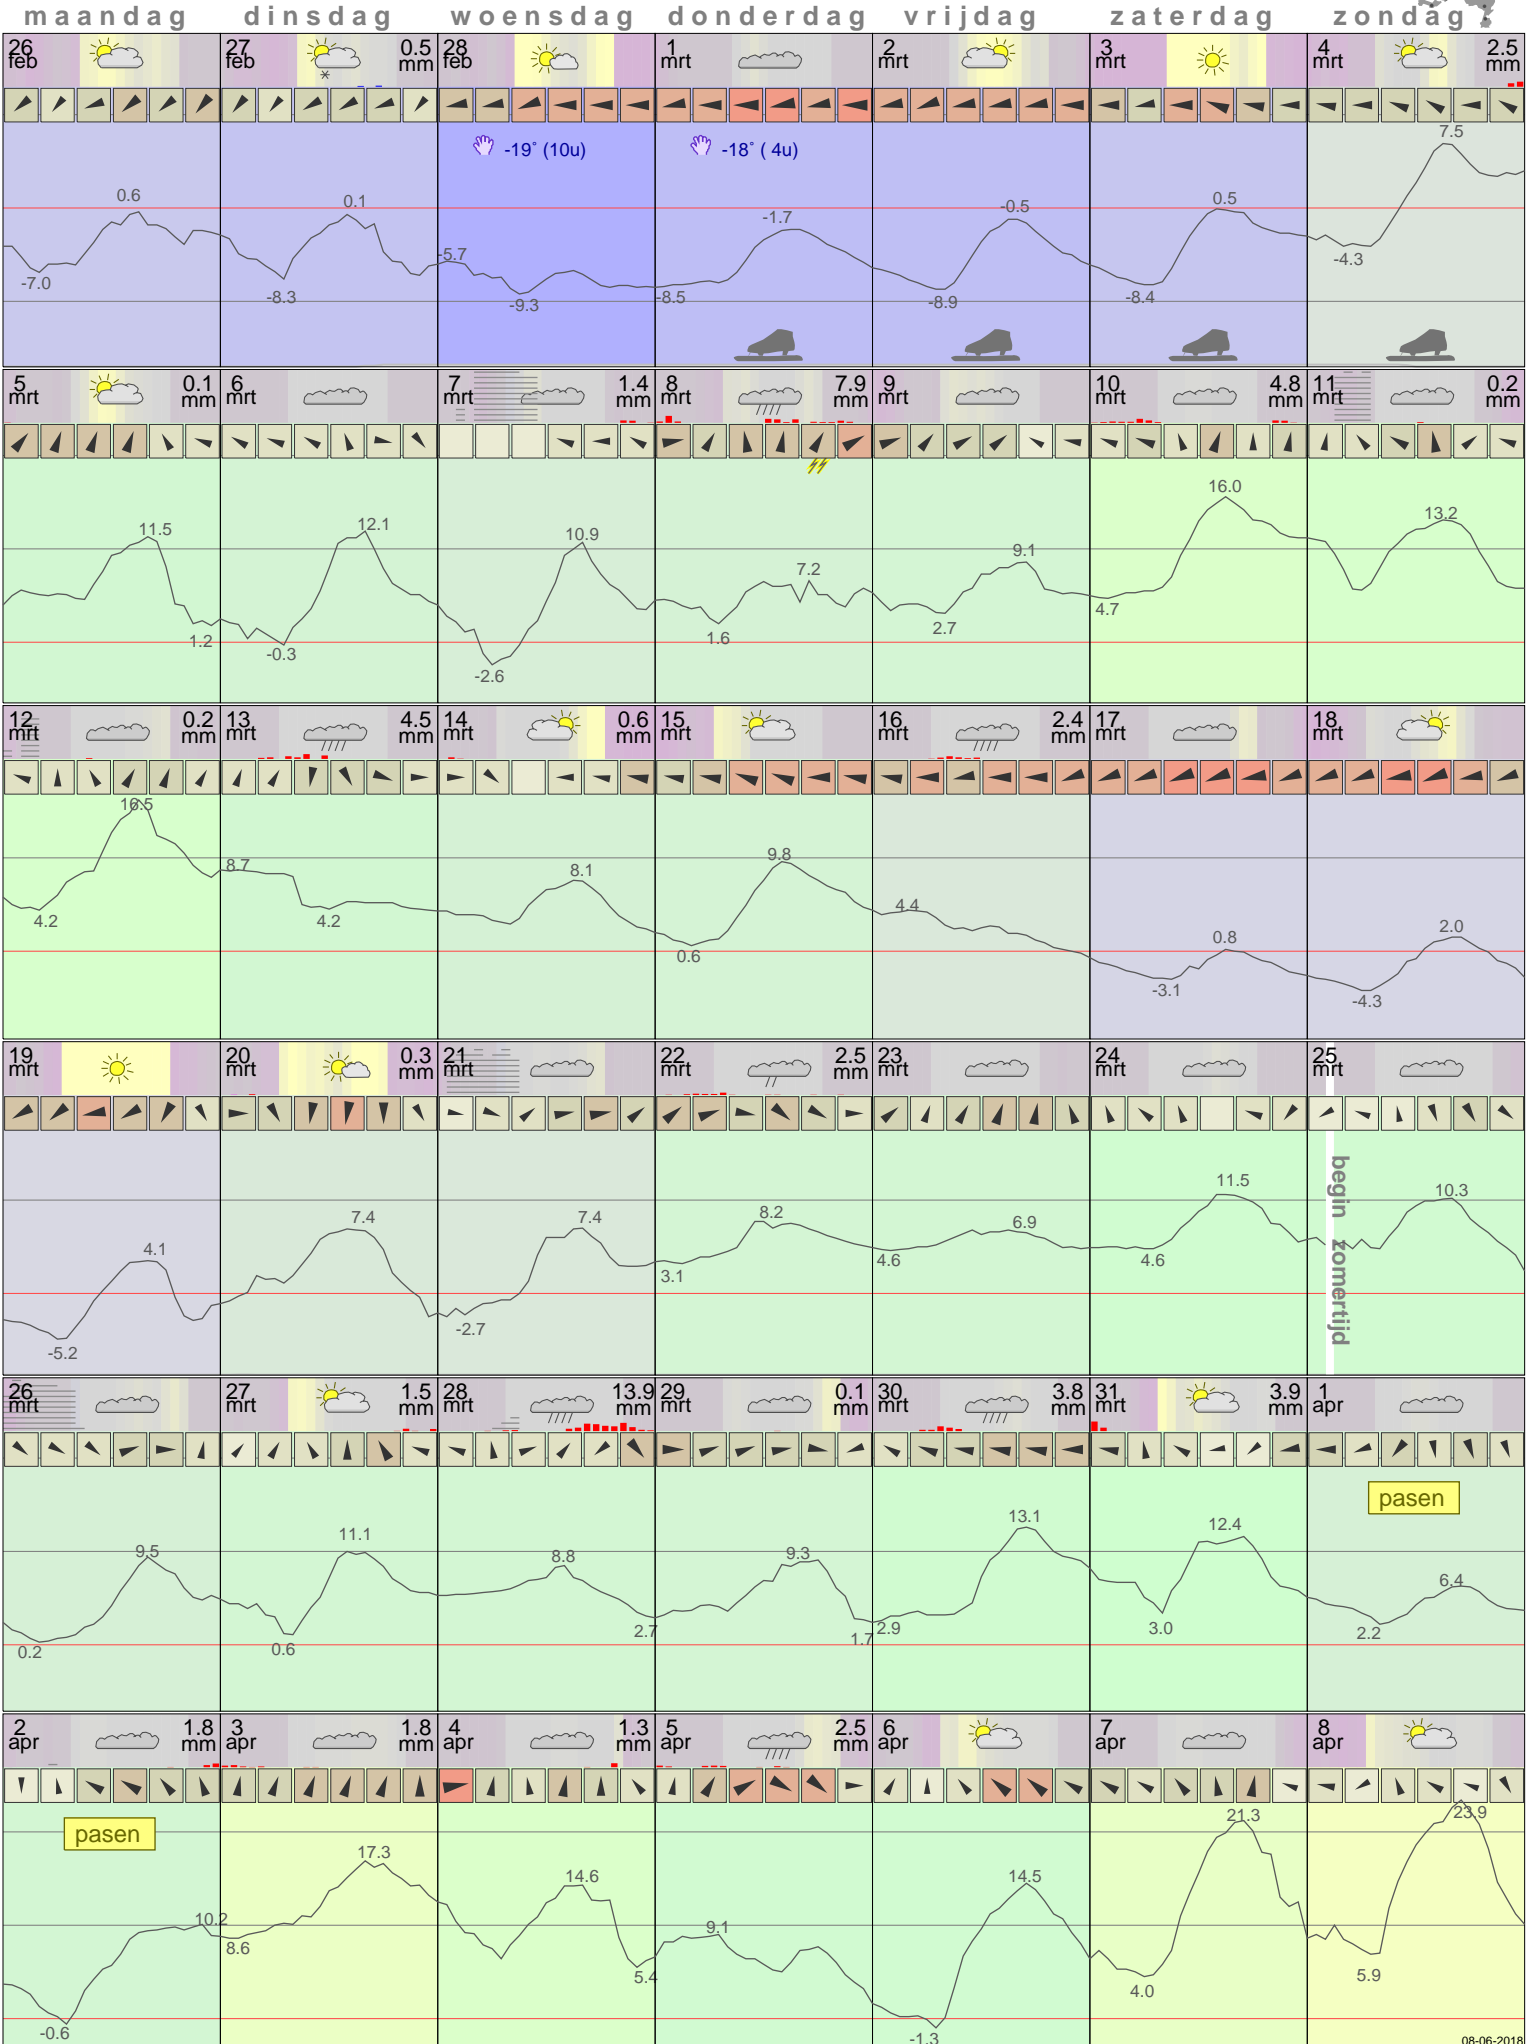 maandag dinsdag woensdag donderdag vrijdag zaterdag zondag
26 27 0.5 28 1 2 3 4 2.5
feb feb mm feb mrt mrt mrt mrt mm
7.5
-19° (10u) -18° ( 4u)
0.6 0.1 -1.7 -0.5 0.5
-5.7 -4.3
-7.0 -8.3 -9.3 -8.5 -8.9 -8.4
5 0.1 6 7 1.4 8 7.9 9 10 4.8 11 0.2
mrt mm mrt mrt mm mrt mm mrt mrt mm mrt mm
11.5 12.1 10.9 7.2 9.1 16.0 13.2
1.2 -0.3 -2.6 1.6 2.7 4.7
12 0.2 13 4.5 14 0.6 15 16 2.4 17 18
mrt mm mrt mm mrt mm mrt mrt mm mrt mrt
16.5 8.7 8.1 9.8 4.4 0.8 2.0
4.2 4.2 0.6 -3.1 -4.3
19 20 0.3 21 22 2.5 23 24 25
mrt mrt mm mrt mrt mm mrt mrt mrt
4.1 7.4 7.4 8.2 6.9 11.5 10.3
-5.2 -2.7 3.1 4.6 4.6
begin zomertijd
26 27 1.5 28 13.9 29 0.1 30 3.8 31 3.9 1
mrt mrt mm mrt mm mrt mm mrt mm mrt mm apr
pasen
9.5 11.1 8.8 9.3 13.1 12.4 6.4
0.2 0.6 2.7 1.7 2.9 3.0 2.2
2 1.8 3 1.8 4 1.3 5 2.5 6 7 8
apr mm apr mm apr mm apr mm apr apr apr
pasen
10.2 17.3 14.6 9.1 14.5 21.3 23.9
-0.6 8.6 5.4 -1.3 4.0 5.9
08-06-2018